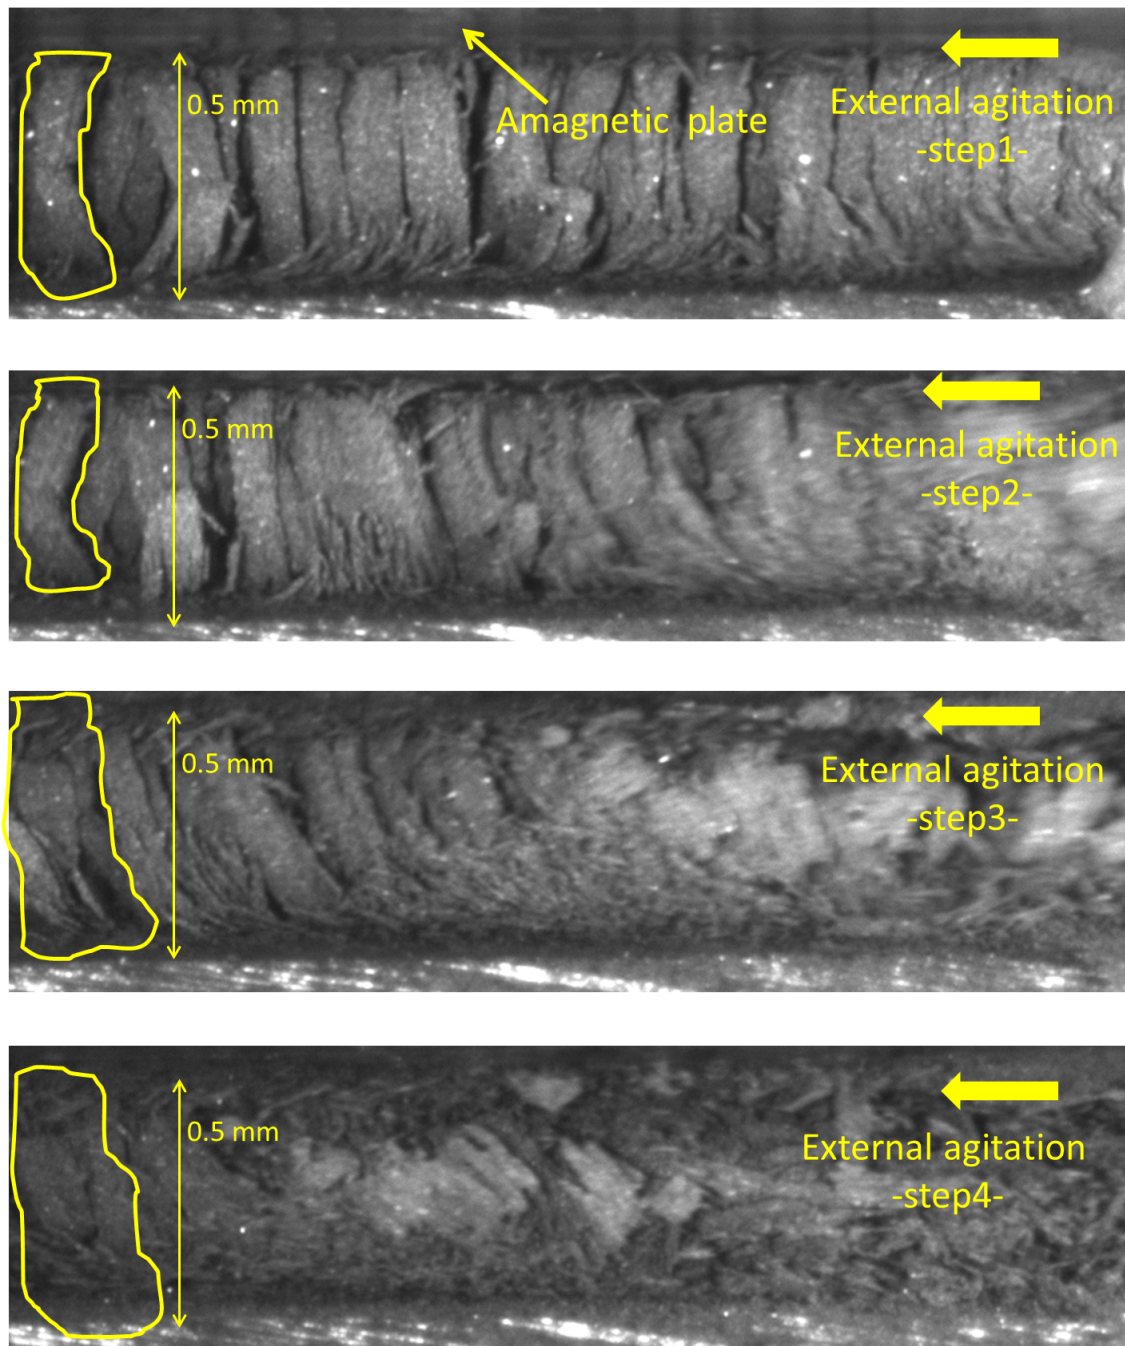 0.5 mm
Amagnetic plate
External agitation
-step1-
0.5 mm
External agitation
-step2-
0.5 mm
External agitation
-step3-
0.5 mm
External agitation
-step4-